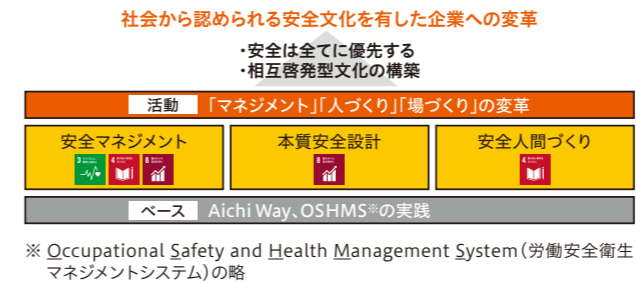 社会から認められる安全文化を有した企業への変革
・安全は全てに優先する
・相互啓発型文化の構築
活動 「マネジメント」「人づくり」「場づくり」の変革
安全マネジメント
3
4
8
本質安全設計
8
安全人間づくり
4
ベース Aichi Way、OSHMS※の実践
※ Occupational Safety and Health Management System（労働安全衛生
マネジメントシステム）の略